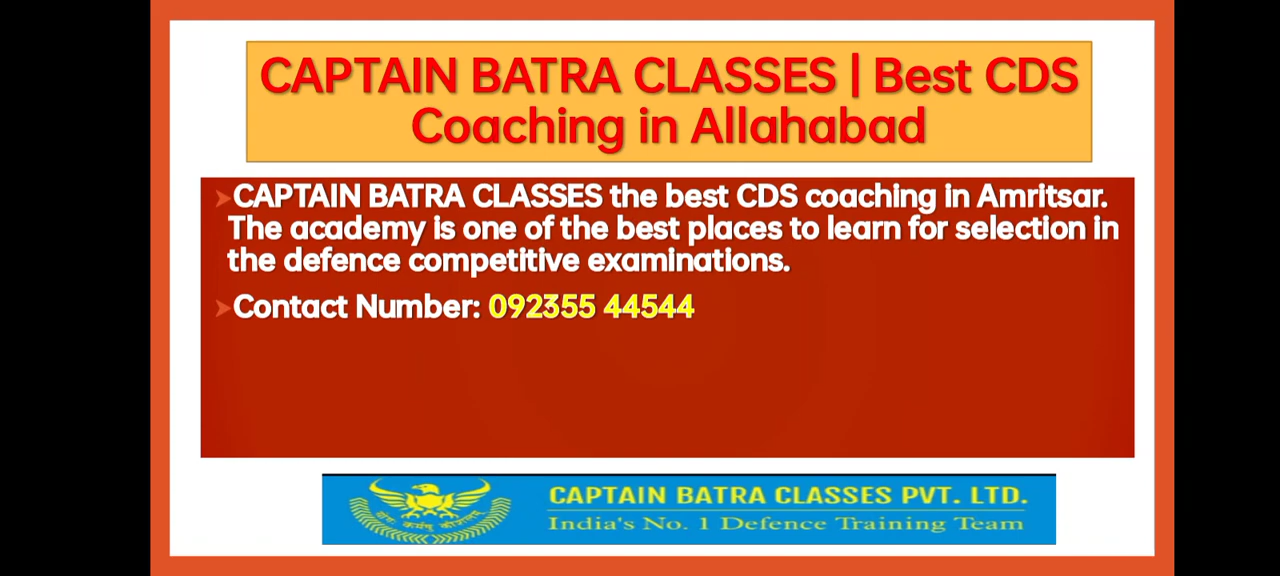 CAPTAIN BATRA CLASSES | Best CDS
Coaching in Allahabad
➤CAPTAIN BATRA CLASSES the best CDS coaching in Amritsar.
The academy is one of the best places to learn for selection in
the defence competitive examinations.
➤Contact Number: 092355 44544
CAPTAIN BATRA CLASSES PVT. LTD.
India's No. 1 Defence Training Team